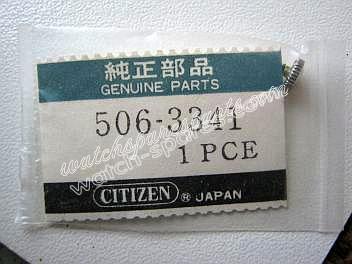 純正部品
GENUINE PARTS
506-3341
1 PCE
CITIZEN ® JAPAN